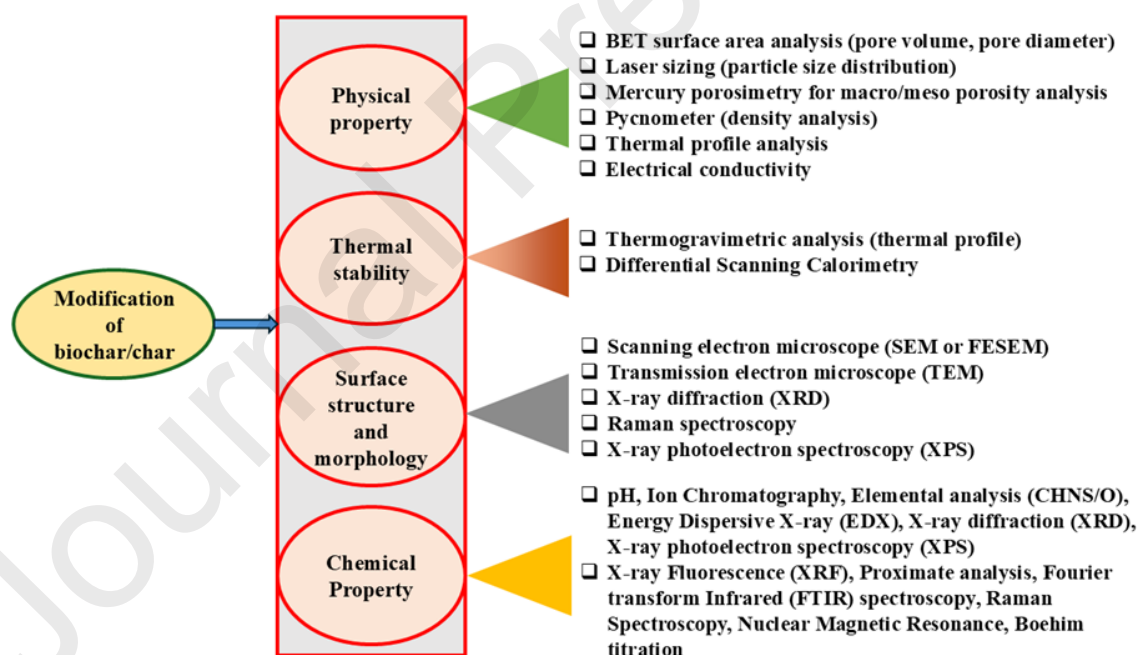 Modification
of
biochar/char
Physical
property
❑ BET surface area analysis (pore volume, pore diameter)
❑ Laser sizing (particle size distribution)
❑ Mercury porosimetry for macro/meso porosity analysis
❑ Pycnometer (density analysis)
❑ Thermal profile analysis
❑ Electrical conductivity
Thermal
stability
❑ Thermogravimetric analysis (thermal profile)
❑ Differential Scanning Calorimetry
Surface
structure
and
morphology
❑ Scanning electron microscope (SEM or FESEM)
❑ Transmission electron microscope (TEM)
❑ X-ray diffraction (XRD)
❑ Raman spectroscopy
❑ X-ray photoelectron spectroscopy (XPS)
Chemical
Property
❑ pH, Ion Chromatography, Elemental analysis (CHNS/O),
Energy Dispersive X-ray (EDX), X-ray diffraction (XRD),
X-ray photoelectron spectroscopy (XPS)
❑ X-ray Fluorescence (XRF), Proximate analysis, Fourier
transform Infrared (FTIR) spectroscopy, Raman
Spectroscopy, Nuclear Magnetic Resonance, Boehim
titration
Journal Pre